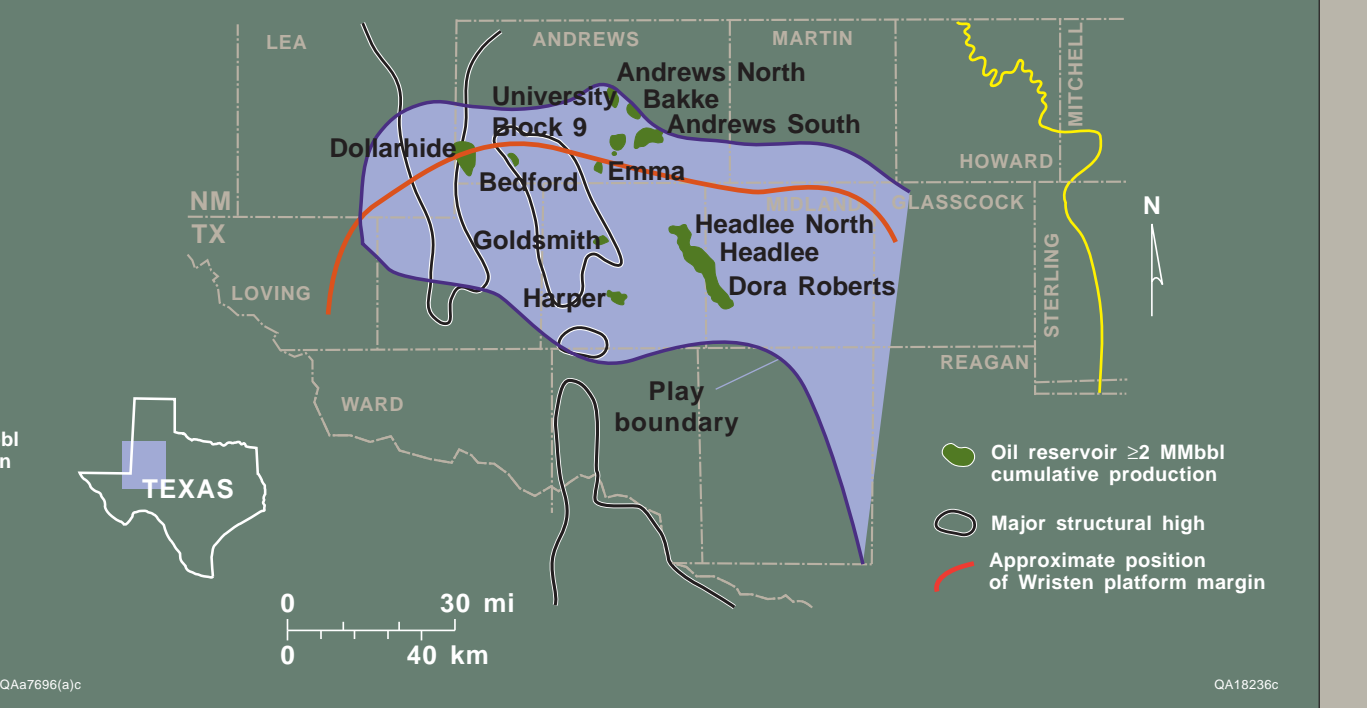 LEA
ANDREWS
MARTIN
MITCHELL
Andrews North
University
Block 9
Bakke
Andrews South
Dollarhide
HOWARD
Emma
Bedford
NM
TX
MIDLAND
GLASSCOCK
N
Headlee North
Goldsmith
Headlee
STERLING
LOVING
Harper
Dora Roberts
REAGAN
WARD
Play
boundary
bl
n
TEXAS
Oil reservoir ≥2 MMbbl
cumulative production
Major structural high
Approximate position
of Wristen platform margin
0 30 mi
0 40 km
QAa7696(a)c
QA18236c